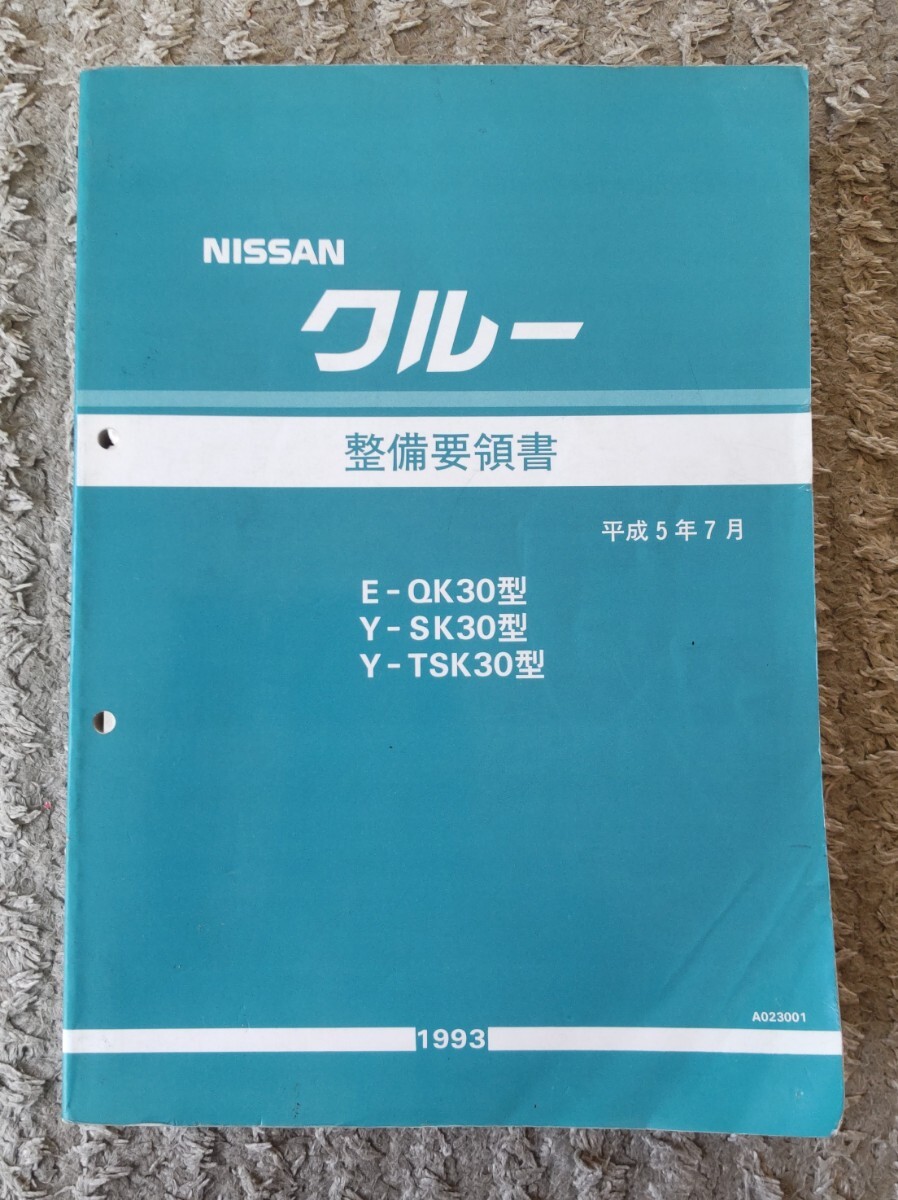 NISSAN
クルー
整備要領書
平成5年7月
E-QK30型
Y-SK30型
Y-TSK30型
A023001
1993